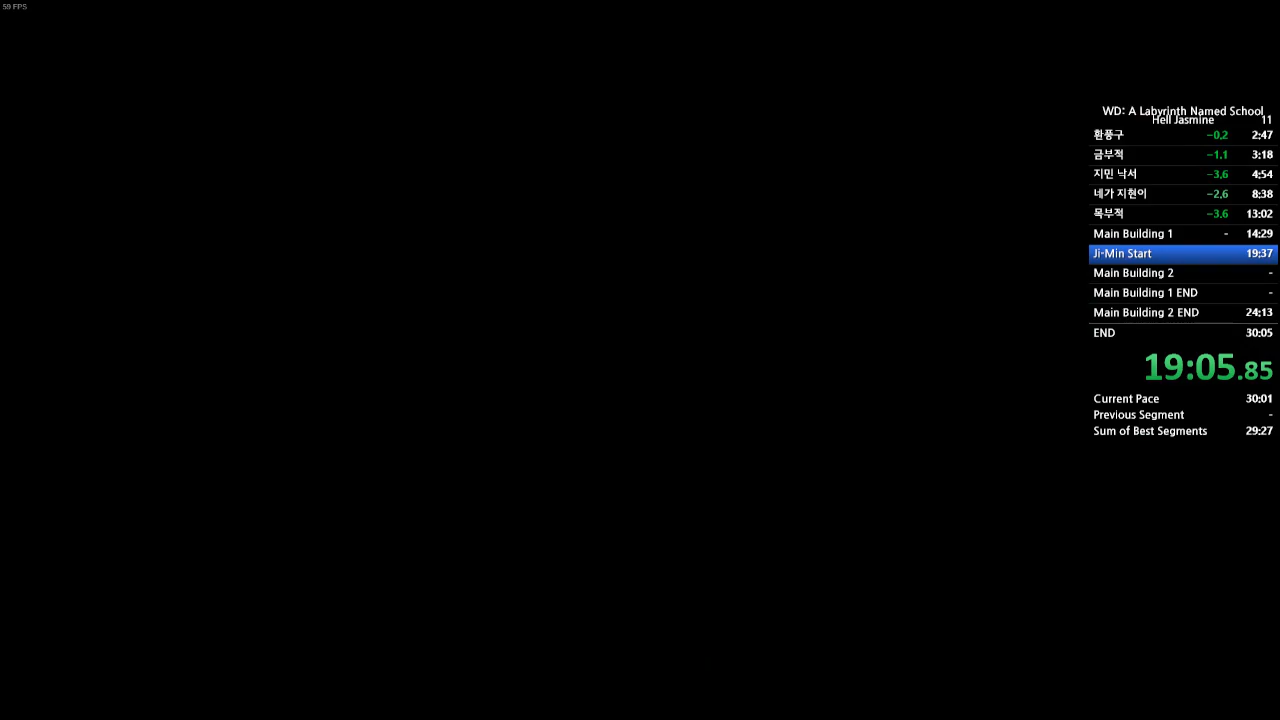 59 FPS
WD: A Labyrinth Named School
Hell Jasmine 11
환풍구 -0.2 2:47
금부적 -1.1 3:18
지민 낙서 -3.6 4:54
네가 지현이 -2.6 8:38
목부적 -3.6 13:02
Main Building 1 - 14:29
Ji-Min Start 19:37
Main Building 2 -
Main Building 1 END -
Main Building 2 END 24:13
END 30:05
19:05.85
Current Pace 30:01
Previous Segment -
Sum of Best Segments 29:27